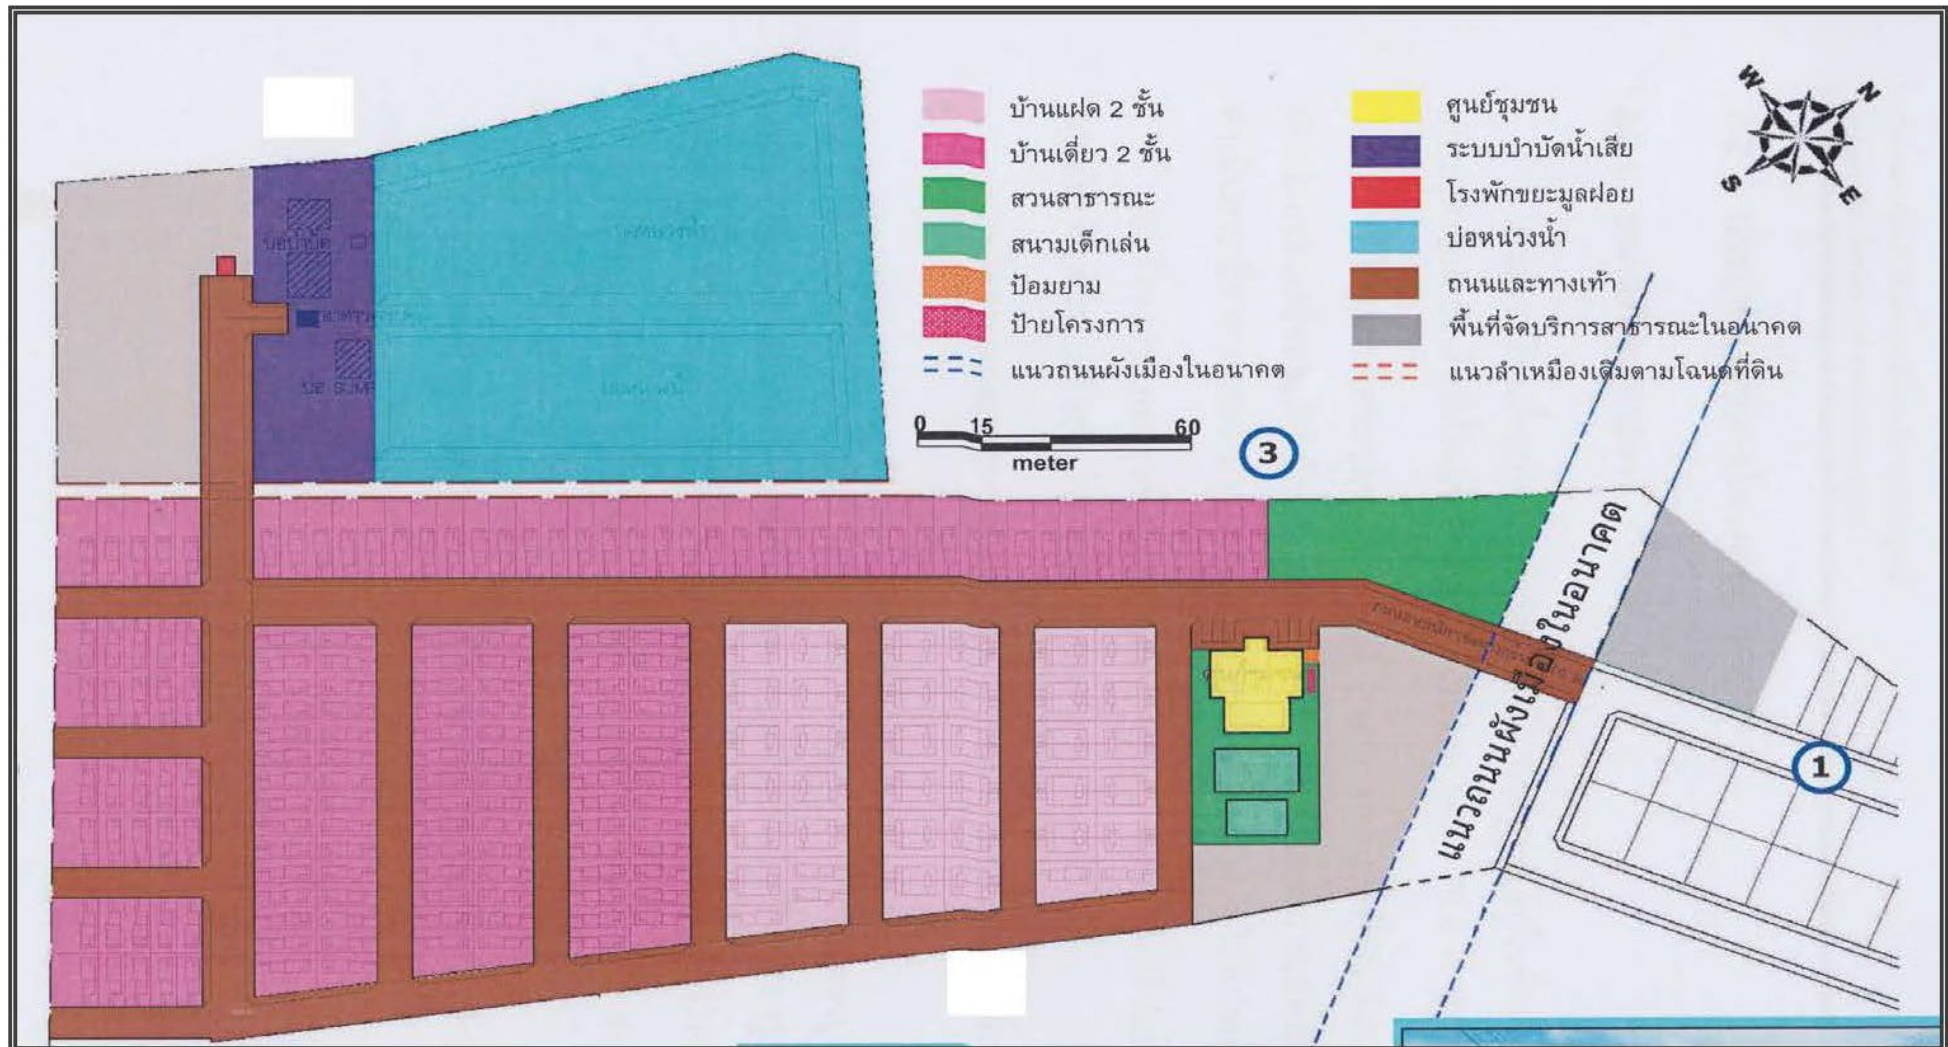 บ้านแฝด 2 ชั้น
บ้านเดี่ยว 2 ชั้น
สวนสาธารณะ
สนามเด็กเล่น
ป้อมยาม
ป้ายโครงการ
แนวถนนผังเมืองในอนาคต
ศูนย์ชุมชน
ระบบบำบัดน้ำเสีย
โรงพักขยะมูลฝอย
บ่อหน่วงน้ำ
ถนนและทางเท้า
พื้นที่จัดบริการสาธารณะในอนาคต
แนวลำเหมืองเดิมตามโฉนดที่ดิน
W N
S E
0 15 60
meter
3
แนวถนนผังเมืองในอนาคต
1